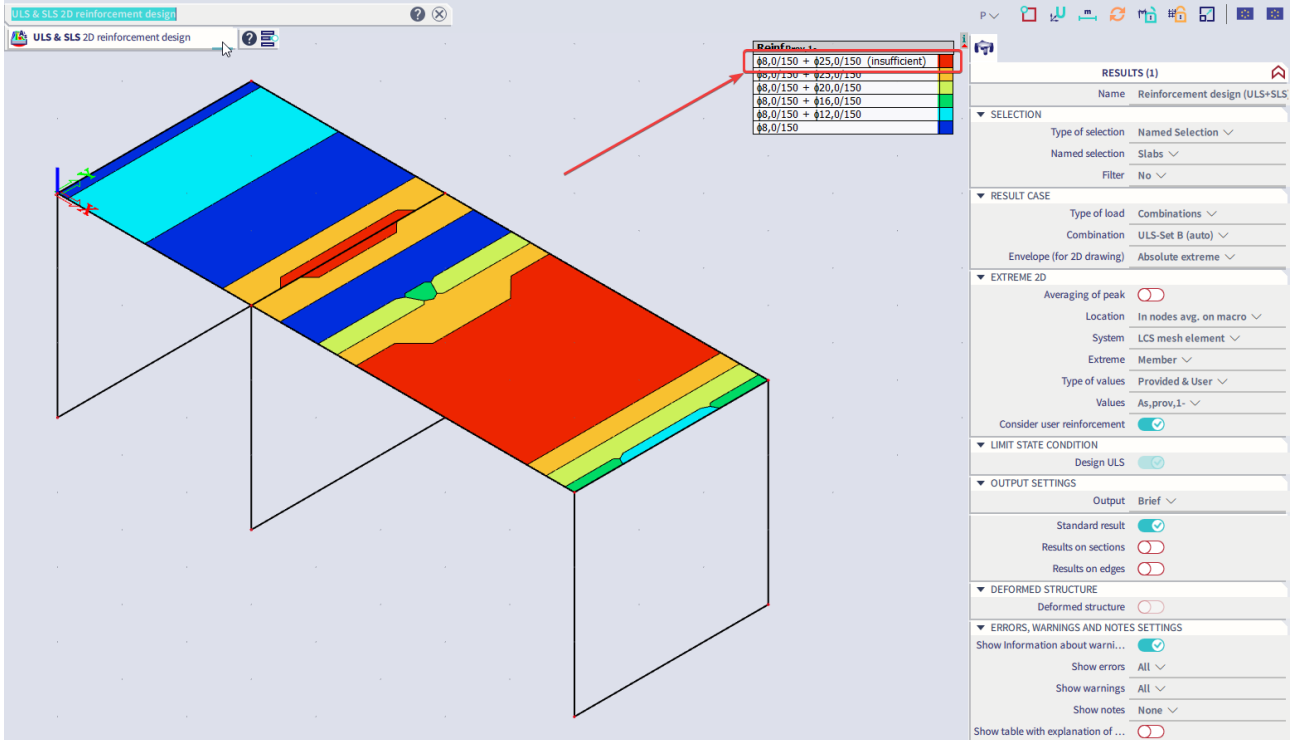 ULS & SLS 2D reinforcement design
ULS & SLS 2D reinforcement design
ReinfProv,1-
ϕ8,0/150 + ϕ25,0/150 (insufficient)
ϕ8,0/150 + ϕ25,0/150
ϕ8,0/150 + ϕ20,0/150
ϕ8,0/150 + ϕ16,0/150
ϕ8,0/150 + ϕ12,0/150
ϕ8,0/150
P
m
RESULTS (1)
Name Reinforcement design (ULS+SLS
SELECTION
Type of selection Named Selection
Named selection Slabs
Filter No
RESULT CASE
Type of load Combinations
Combination ULS-Set B (auto)
Envelope (for 2D drawing) Absolute extreme
EXTREME 2D
Averaging of peak
Location In nodes avg. on macro
System LCS mesh element
Extreme Member
Type of values Provided & User
Values As,prov,1-
Consider user reinforcement
LIMIT STATE CONDITION
Design ULS
OUTPUT SETTINGS
Output Brief
Standard result
Results on sections
Results on edges
DEFORMED STRUCTURE
Deformed structure
ERRORS, WARNINGS AND NOTES SETTINGS
Show Information about warni...
Show errors All
Show warnings All
Show notes None
Show table with explanation of ...